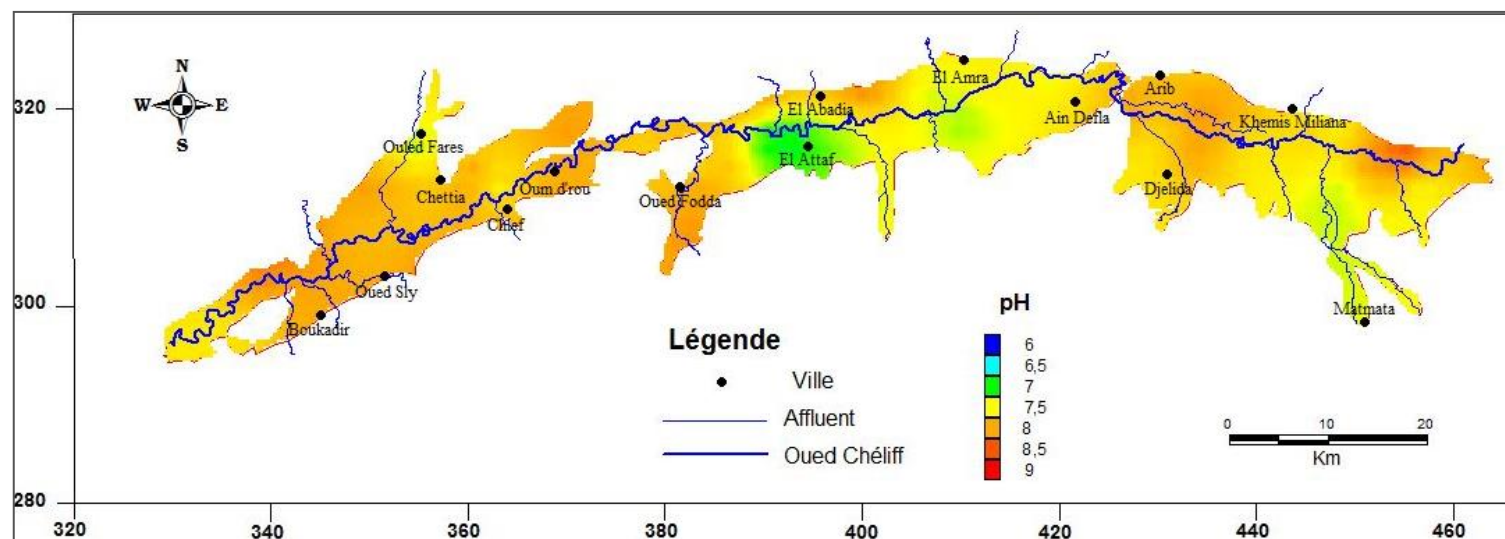 N
W E
S
320
300
280
320 340 360 380 400 420 440 460
Ouled Fares
Chettia
Oum d'rou
Chlef
Oued Sly
Boukadir
Oued Fodda
El Abadia
El Attaf
El Amra
Ain Defla
Arib
Khemis Miliana
Djelida
Matmata
Légende
Ville
Affluent
Oued Chéliff
pH
6
6,5
7
7,5
8
8,5
9
0 10 20
Km